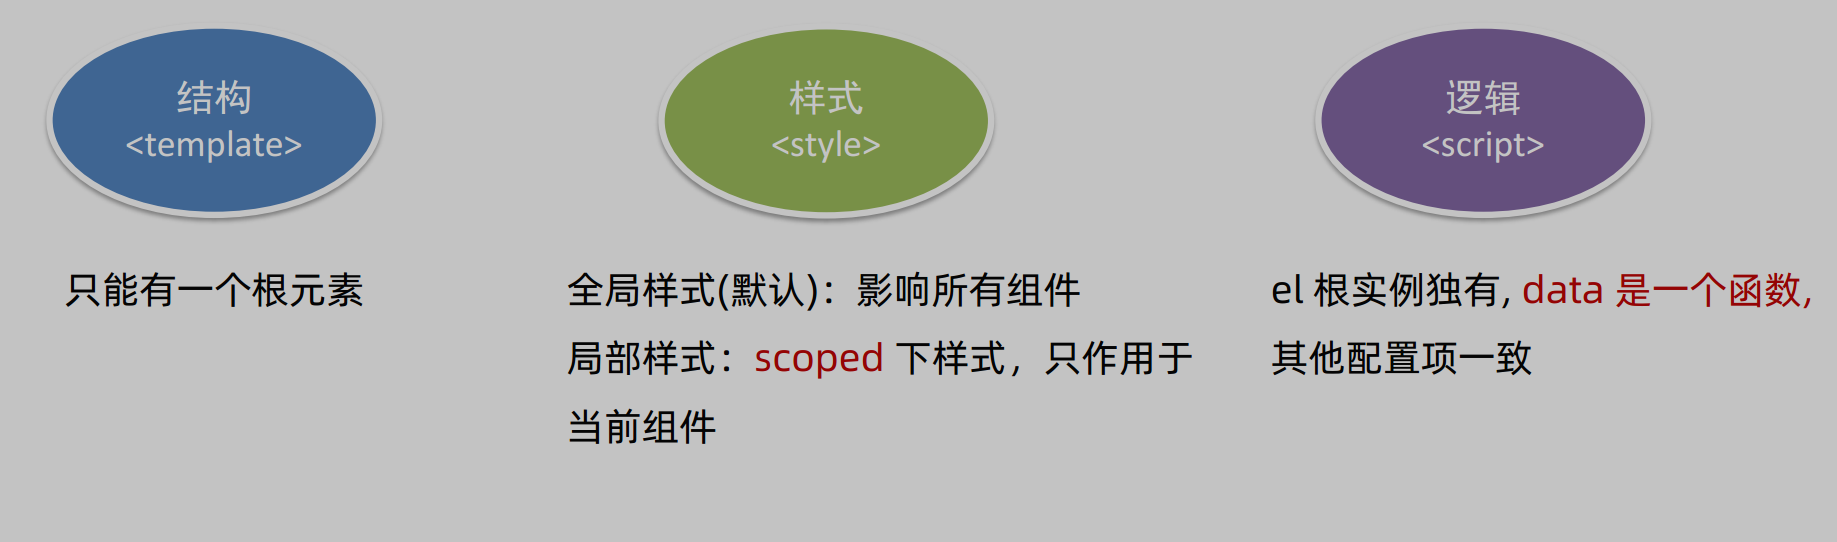 结构
<template>
样式
<style>
逻辑
<script>
只能有一个根元素
全局样式(默认)：影响所有组件
局部样式：scoped 下样式，只作用于
当前组件
el 根实例独有, data 是一个函数,
其他配置项一致